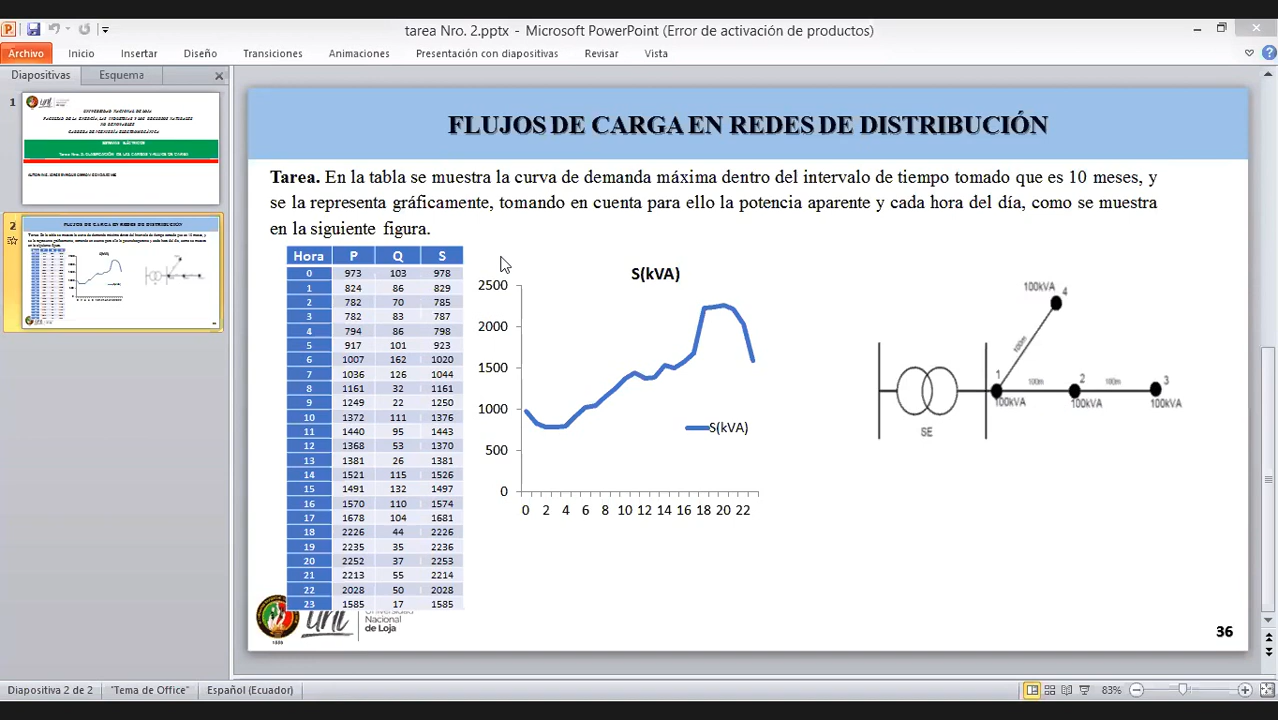 tarea Nro. 2.pptx - Microsoft PowerPoint (Error de activación de productos)
Archivo Inicio Insertar Diseño Transiciones Animaciones Presentación con diapositivas Revisar Vista
Diapositivas Esquema
1
2
FLUJOS DE CARGA EN REDES DE DISTRIBUCIÓN
Tarea. En la tabla se muestra la curva de demanda máxima dentro del intervalo de tiempo tomado que es 10 meses, y
se la representa gráficamente, tomando en cuenta para ello la potencia aparente y cada hora del día, como se muestra
en la siguiente figura.
Hora P Q S
0 973 103 978
1 824 86 829
2 782 70 785
3 782 83 787
4 794 86 798
5 917 101 923
6 1007 162 1020
7 1036 126 1044
8 1161 32 1161
9 1249 22 1250
10 1372 111 1376
11 1440 95 1443
12 1368 53 1370
13 1381 26 1381
14 1521 115 1526
15 1491 132 1497
16 1570 110 1574
17 1678 104 1681
18 2226 44 2226
19 2235 35 2236
20 2252 37 2253
21 2213 55 2214
22 2028 50 2028
23 1585 17 1585
S(kVA)
2500
2000
1500
1000
500
0
0 2 4 6 8 10 12 14 16 18 20 22
S(kVA)
100kVA 4
100m
1 100m 2 100m 3
100kVA 100kVA 100kVA
SE
unl Universidad
Nacional
de Loja
36
Diapositiva 2 de 2 "Tema de Office" Español (Ecuador) 83%